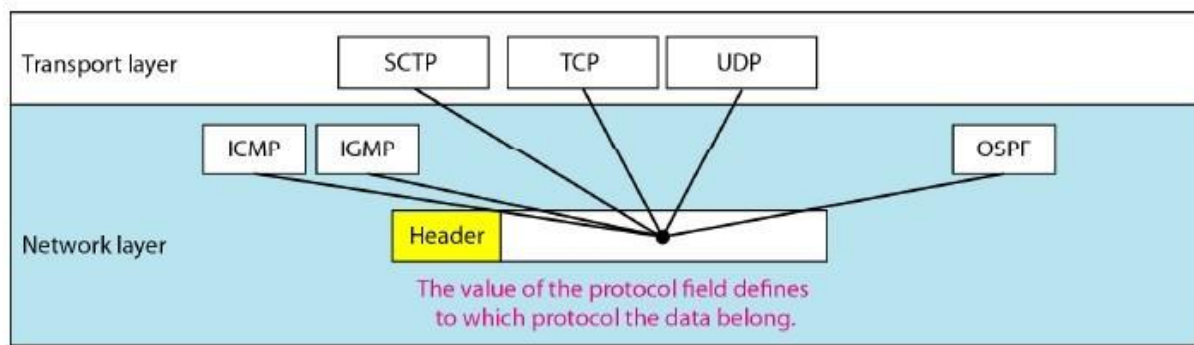 Transport layer
SCTP
TCP
UDP
ICMP
IGMP
OSPF
Network layer
Header
The value of the protocol field defines
to which protocol the data belong.